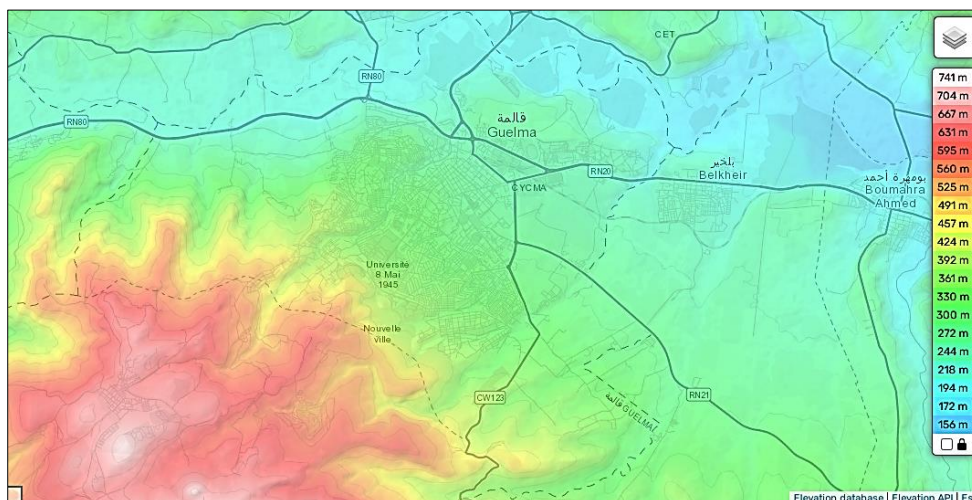 CET
RN80
RN80
قالمة
Guelma
RN20
بلخير
Belkheir
بومهرة أحمد
Boumahra
Ahmed
CYCMA
Université
8 Mai
1945
Nouvelle
ville
CW123
RN21
قالمة GUELMA
741 m
704 m
667 m
631 m
595 m
560 m
525 m
491 m
457 m
424 m
392 m
361 m
330 m
300 m
272 m
244 m
218 m
194 m
172 m
156 m
Elevation database | Elevation API | Es